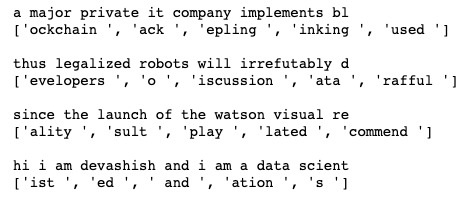 a major private it company implements bl
['ockchain ', 'ack ', 'epling ', 'inking ', 'used ']
thus legalized robots will irrefutably d
['evelopers ', 'o ', 'iscussion ', 'ata ', 'rafful ']
since the launch of the watson visual re
['ality ', 'sult ', 'play ', 'lated ', 'commend ']
hi i am devashish and i am a data scient
['ist ', 'ed ', ' and ', 'ation ', 's ']